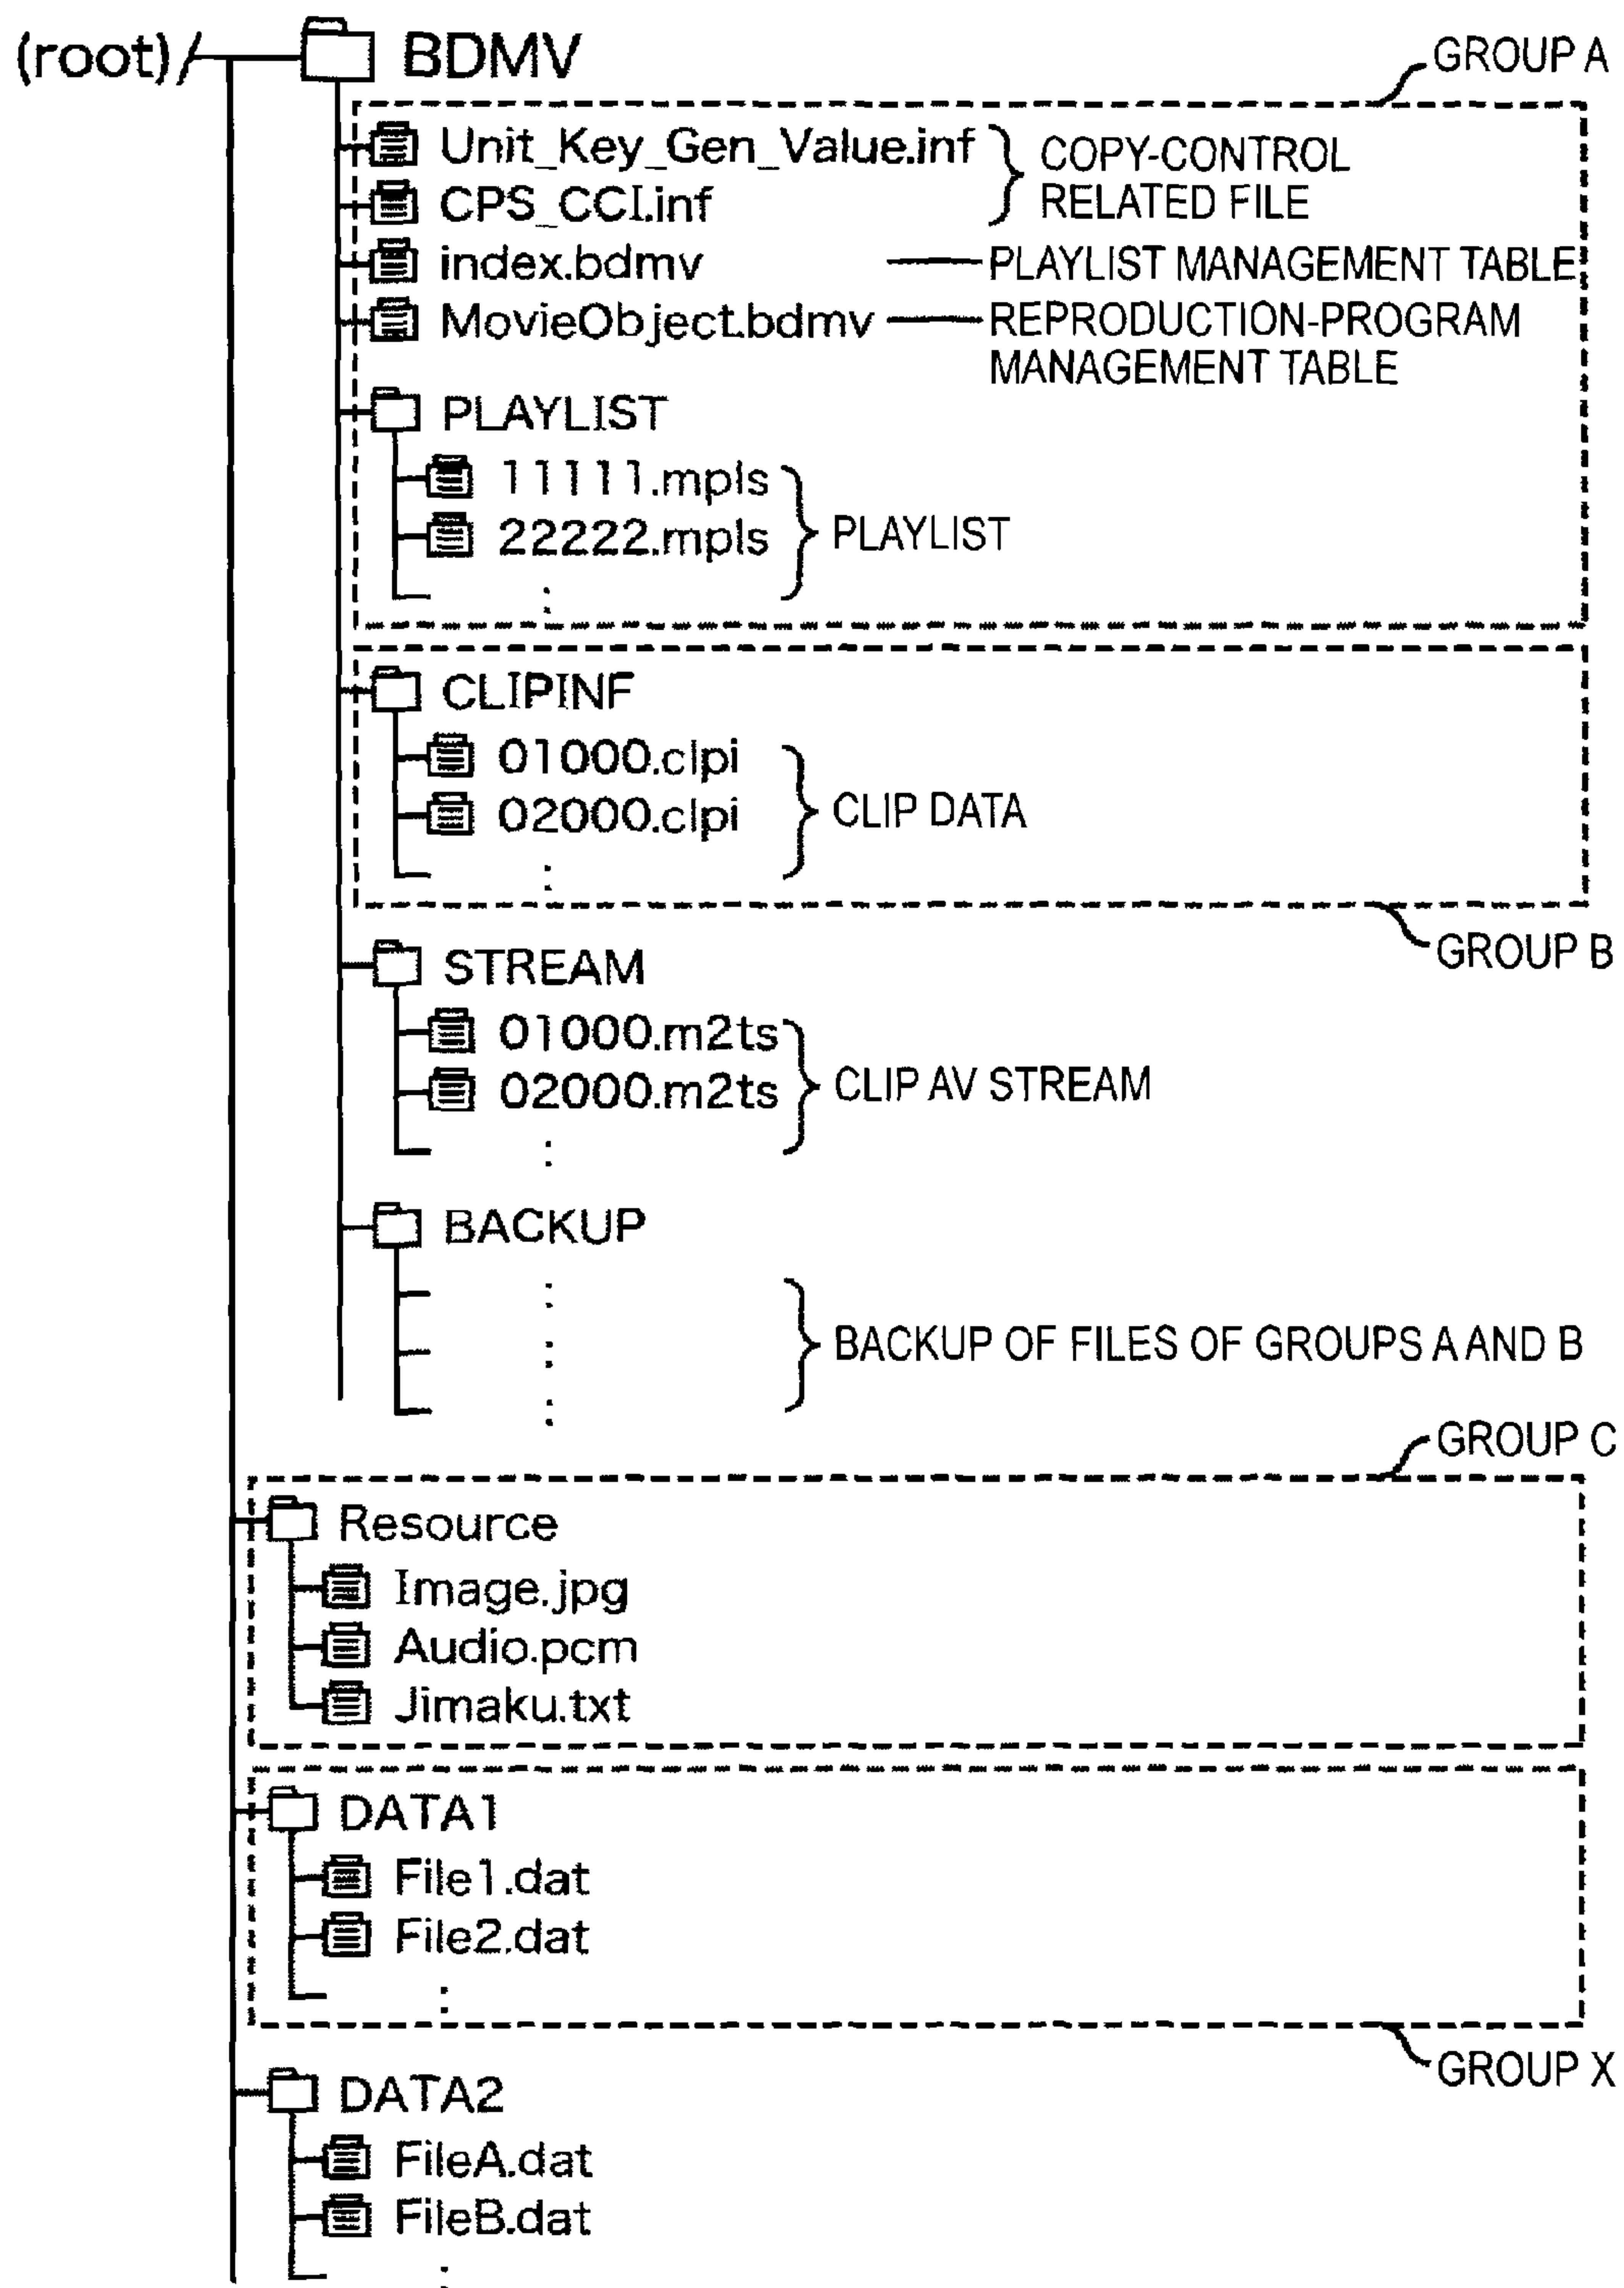 (root)/ BDMV
GROUP A
Unit_Key_Gen_Value.inf
CPS_CCI.inf
COPY-CONTROL
RELATED FILE
index.bdmv PLAYLIST MANAGEMENT TABLE
MovieObject.bdmv REPRODUCTION-PROGRAM
MANAGEMENT TABLE
PLAYLIST
11111.mpls
22222.mpls
:
PLAYLIST
CLIPINF
01000.clpi
02000.clpi
:
CLIP DATA
GROUP B
STREAM
01000.m2ts
02000.m2ts
:
CLIP AV STREAM
BACKUP
:
:
:
BACKUP OF FILES OF GROUPS A AND B
GROUP C
Resource
Image.jpg
Audio.pcm
Jimaku.txt
DATA1
File1.dat
File2.dat
:
GROUP X
DATA2
FileA.dat
FileB.dat
: